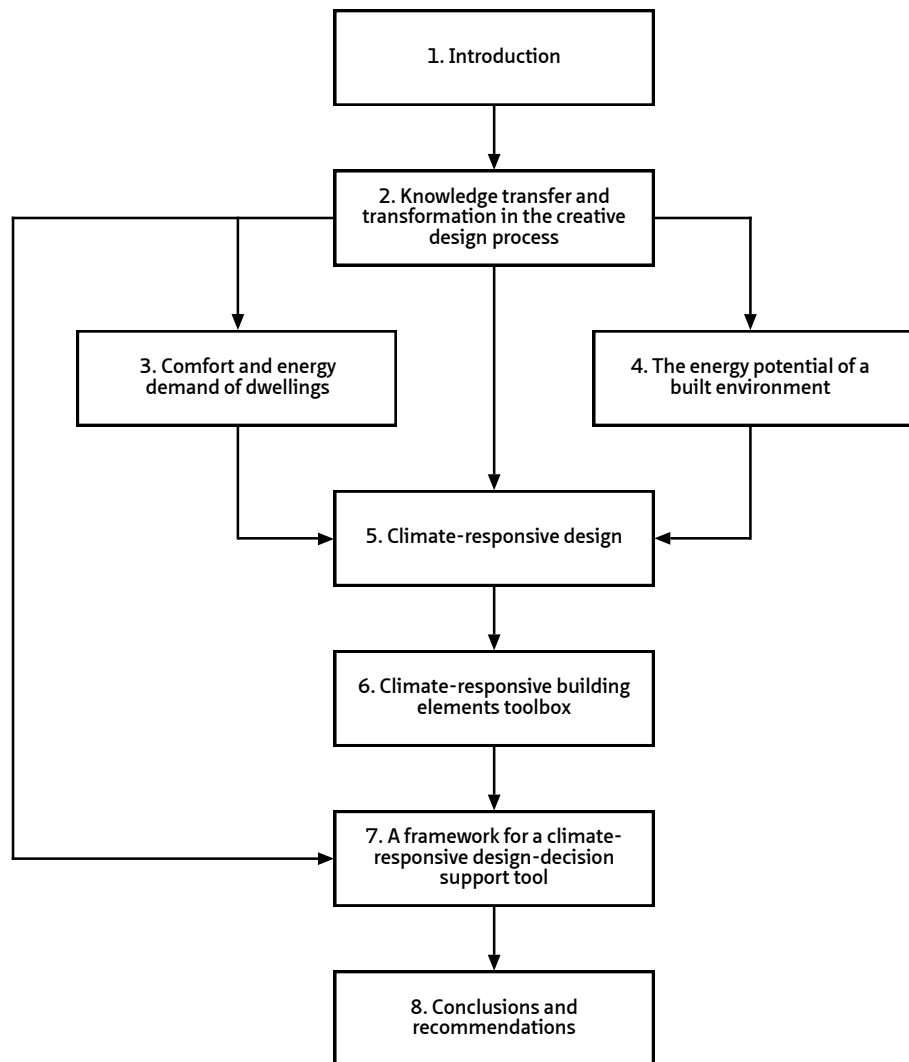 1. Introduction
2. Knowledge transfer and
transformation in the creative
design process
3. Comfort and energy
demand of dwellings
4. The energy potential of a
built environment
5. Climate-responsive design
6. Climate-responsive building
elements toolbox
7. A framework for a climate-
responsive design-decision
support tool
8. Conclusions and
recommendations